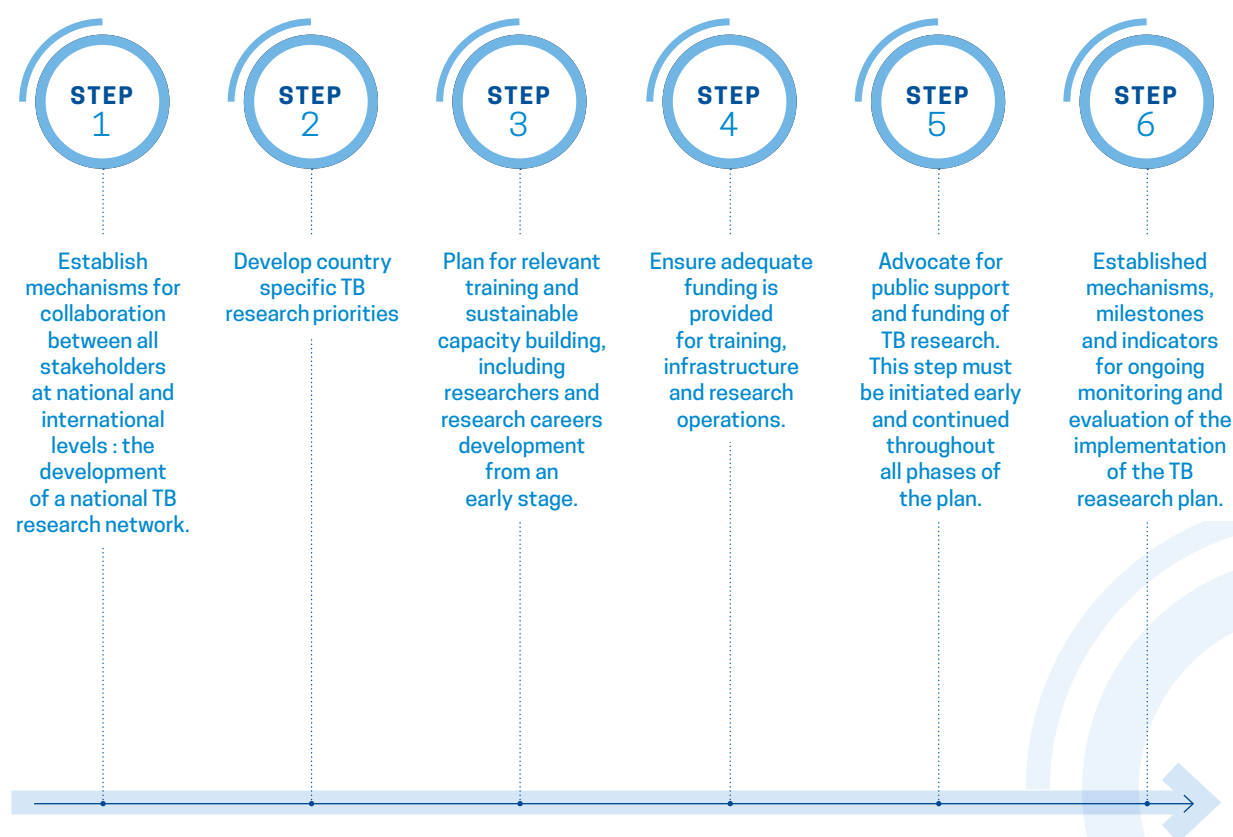 STEP
1
Establish
mechanisms for
collaboration
between all
stakeholders
at national and
international
levels : the
development
of a national TB
research network.
STEP
2
Develop country
specific TB
research priorities
STEP
3
Plan for relevant
training and
sustainable
capacity building,
including
researchers and
research careers
development
from an
early stage.
STEP
4
Ensure adequate
funding is
provided
for training,
infrastructure
and research
operations.
STEP
5
Advocate for
public support
and funding of
TB research.
This step must
be initiated early
and continued
throughout
all phases of
the plan.
STEP
6
Established
mechanisms,
milestones
and indicators
for ongoing
monitoring and
evaluation of the
implementation
of the TB
reasearch plan.